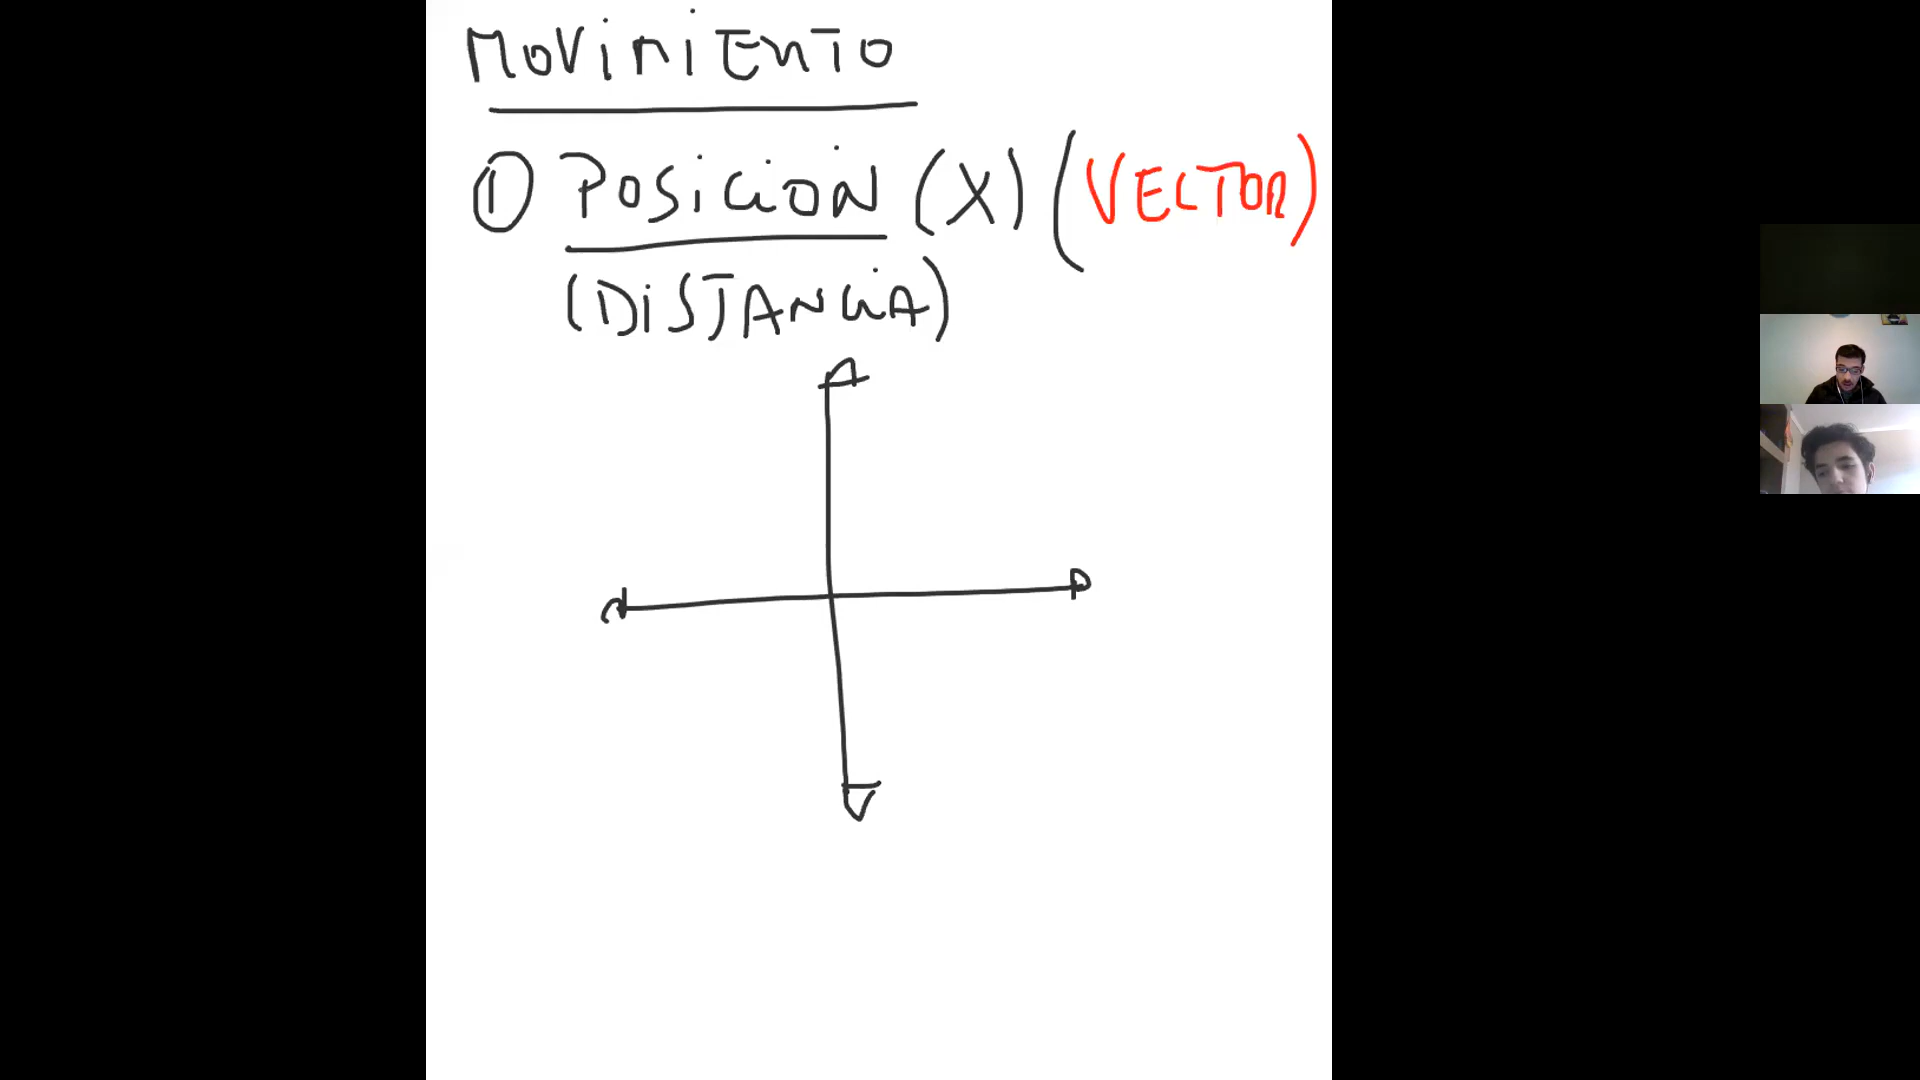 MOVIMIENTO
① POSICION (X) (VECTOR)
(DISTANCIA)